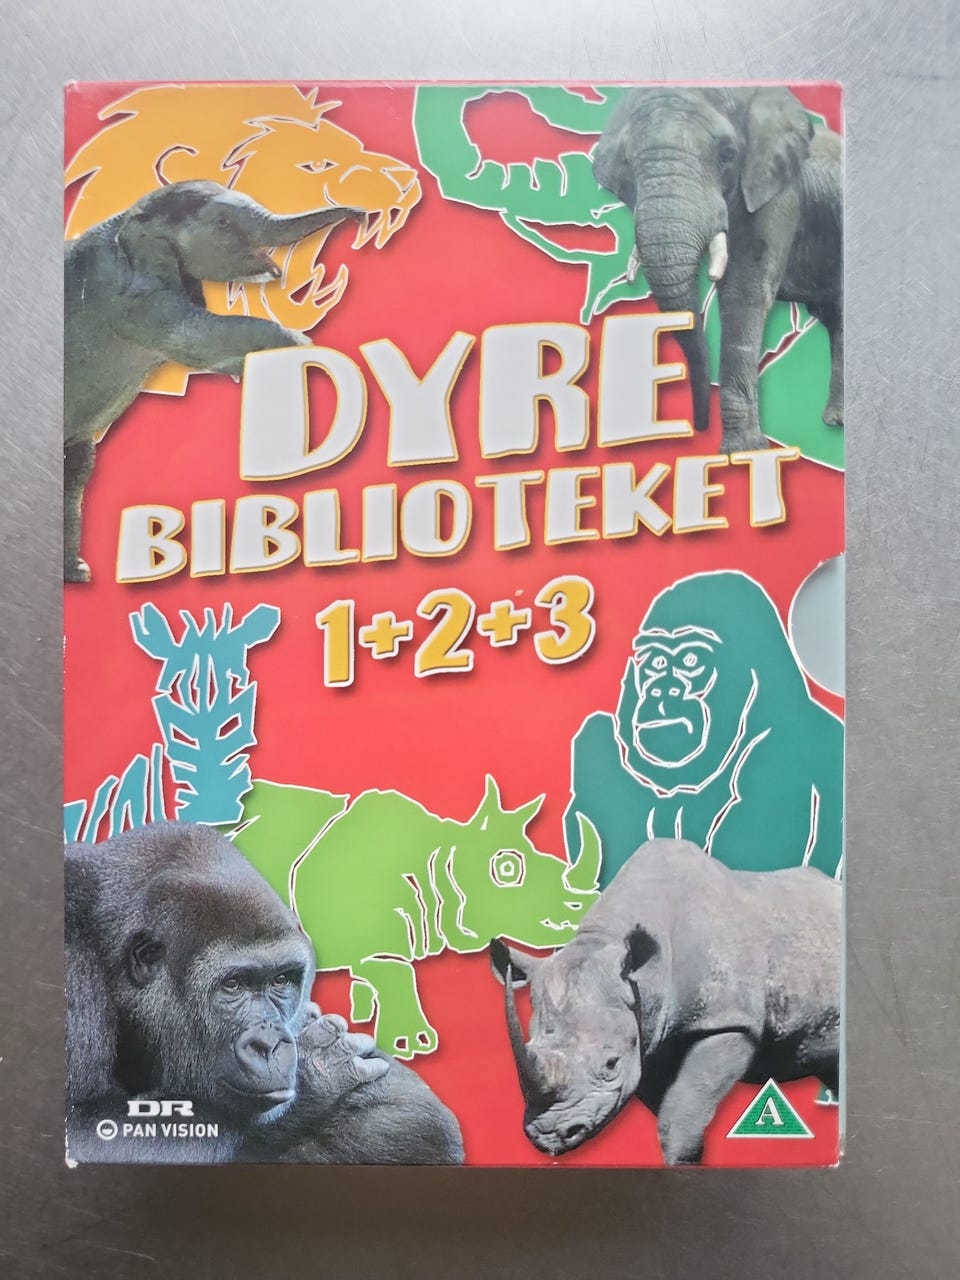 DYRE
BIBLIOTEKET
1+2+3
DR
PAN VISION
A